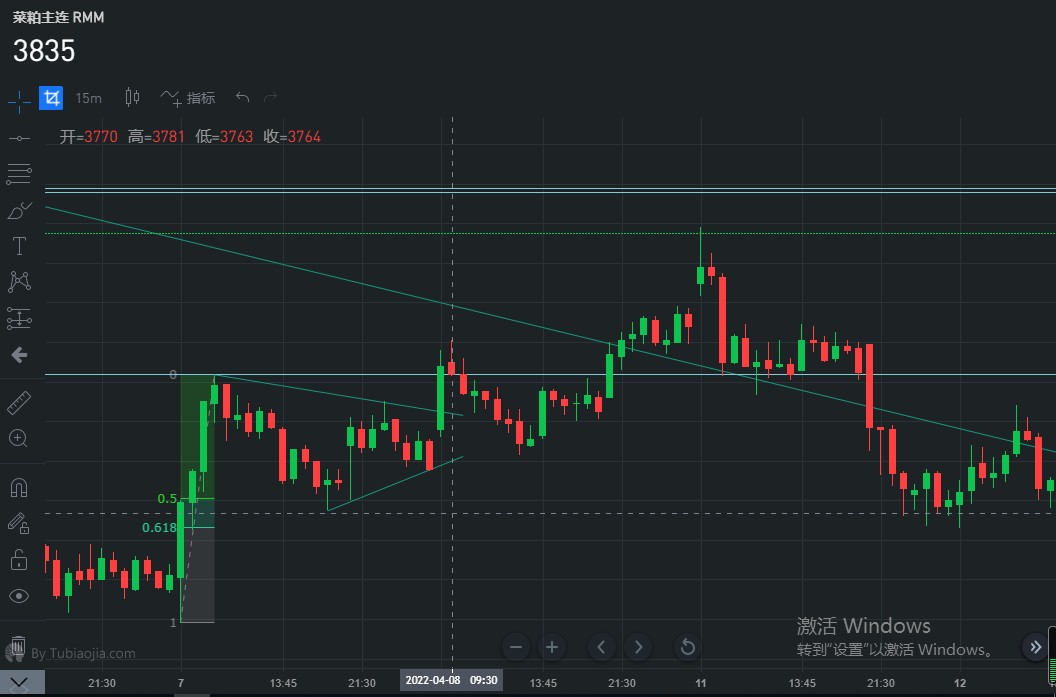 菜粕主连 RMM
3835
15m 指标
开=3770 高=3781 低=3763 收=3764
T
0
0.5
0.618
1
激活 Windows
转到“设置”以激活 Windows。
By Tubiaojia.com
21:30 7 13:45 21:30 2022-04-08 09:30 13:45 21:30 11 13:45 21:30 12